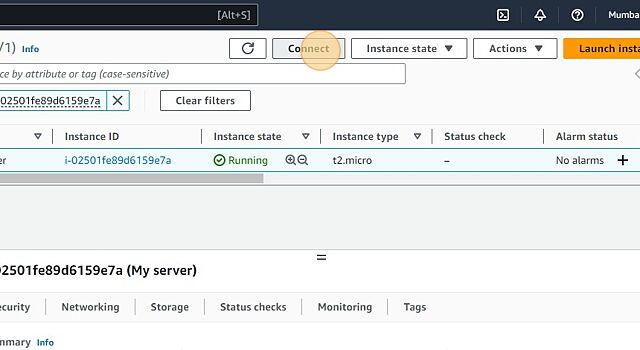 [Alt+S] Mumba
/1) Info Connect Instance state Actions Launch insta
ce by attribute or tag (case-sensitive)
02501fe89d6159e7a Clear filters
Instance ID Instance state Instance type Status check Alarm status
er i-02501fe89d6159e7a Running t2.micro – No alarms +
02501fe89d6159e7a (My server)
ecurity Networking Storage Status checks Monitoring Tags
mmary Info